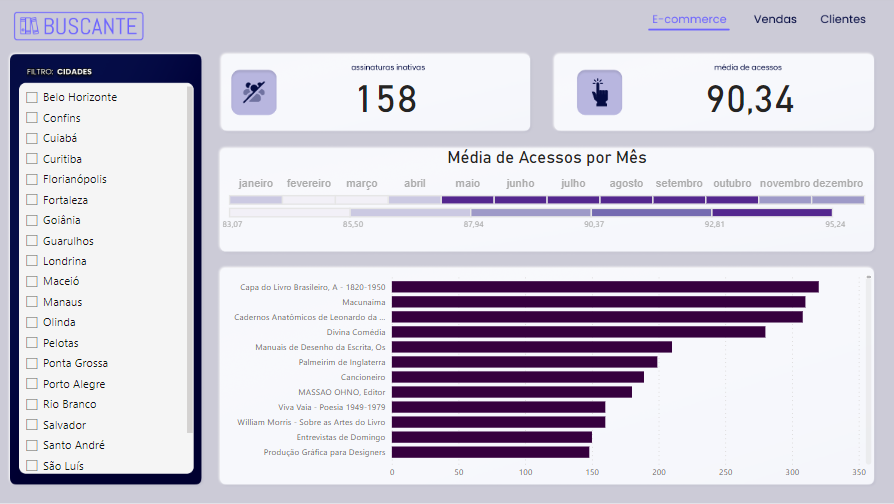 BUSCANTE
E-commerce
Vendas
Clientes
FILTRO: CIDADES
Belo Horizonte
Confins
Cuiabá
Curitiba
Florianópolis
Fortaleza
Goiânia
Guarulhos
Londrina
Maceió
Manaus
Olinda
Pelotas
Ponta Grossa
Porto Alegre
Rio Branco
Salvador
Santo André
São Luís
assinaturas inativas
158
média de acessos
90,34
Média de Acessos por Mês
janeiro fevereiro março abril maio junho julho agosto setembro outubro novembro dezembro
83,07 85,50 87,94 90,37 92,81 95,24
Capa do Livro Brasileiro, A - 1820-1950
Macunaíma
Cadernos Anatômicos de Leonardo da ...
Divina Comédia
Manuais de Desenho da Escrita, Os
Palmeirim de Inglaterra
Cancioneiro
MASSAO OHNO, Editor
Viva Vaia - Poesia 1949-1979
William Morris - Sobre as Artes do Livro
Entrevistas de Domingo
Produção Gráfica para Designers
0 50 100 150 200 250 300 350